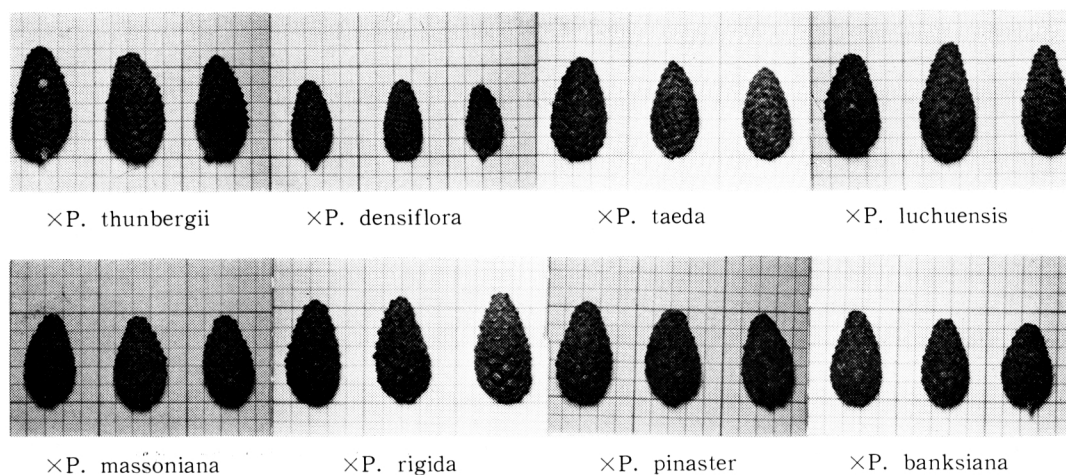 ×P. thunbergii ×P. densiflora ×P. taeda ×P. luchuensis
×P. massoniana ×P. rigida ×P. pinaster ×P. banksiana